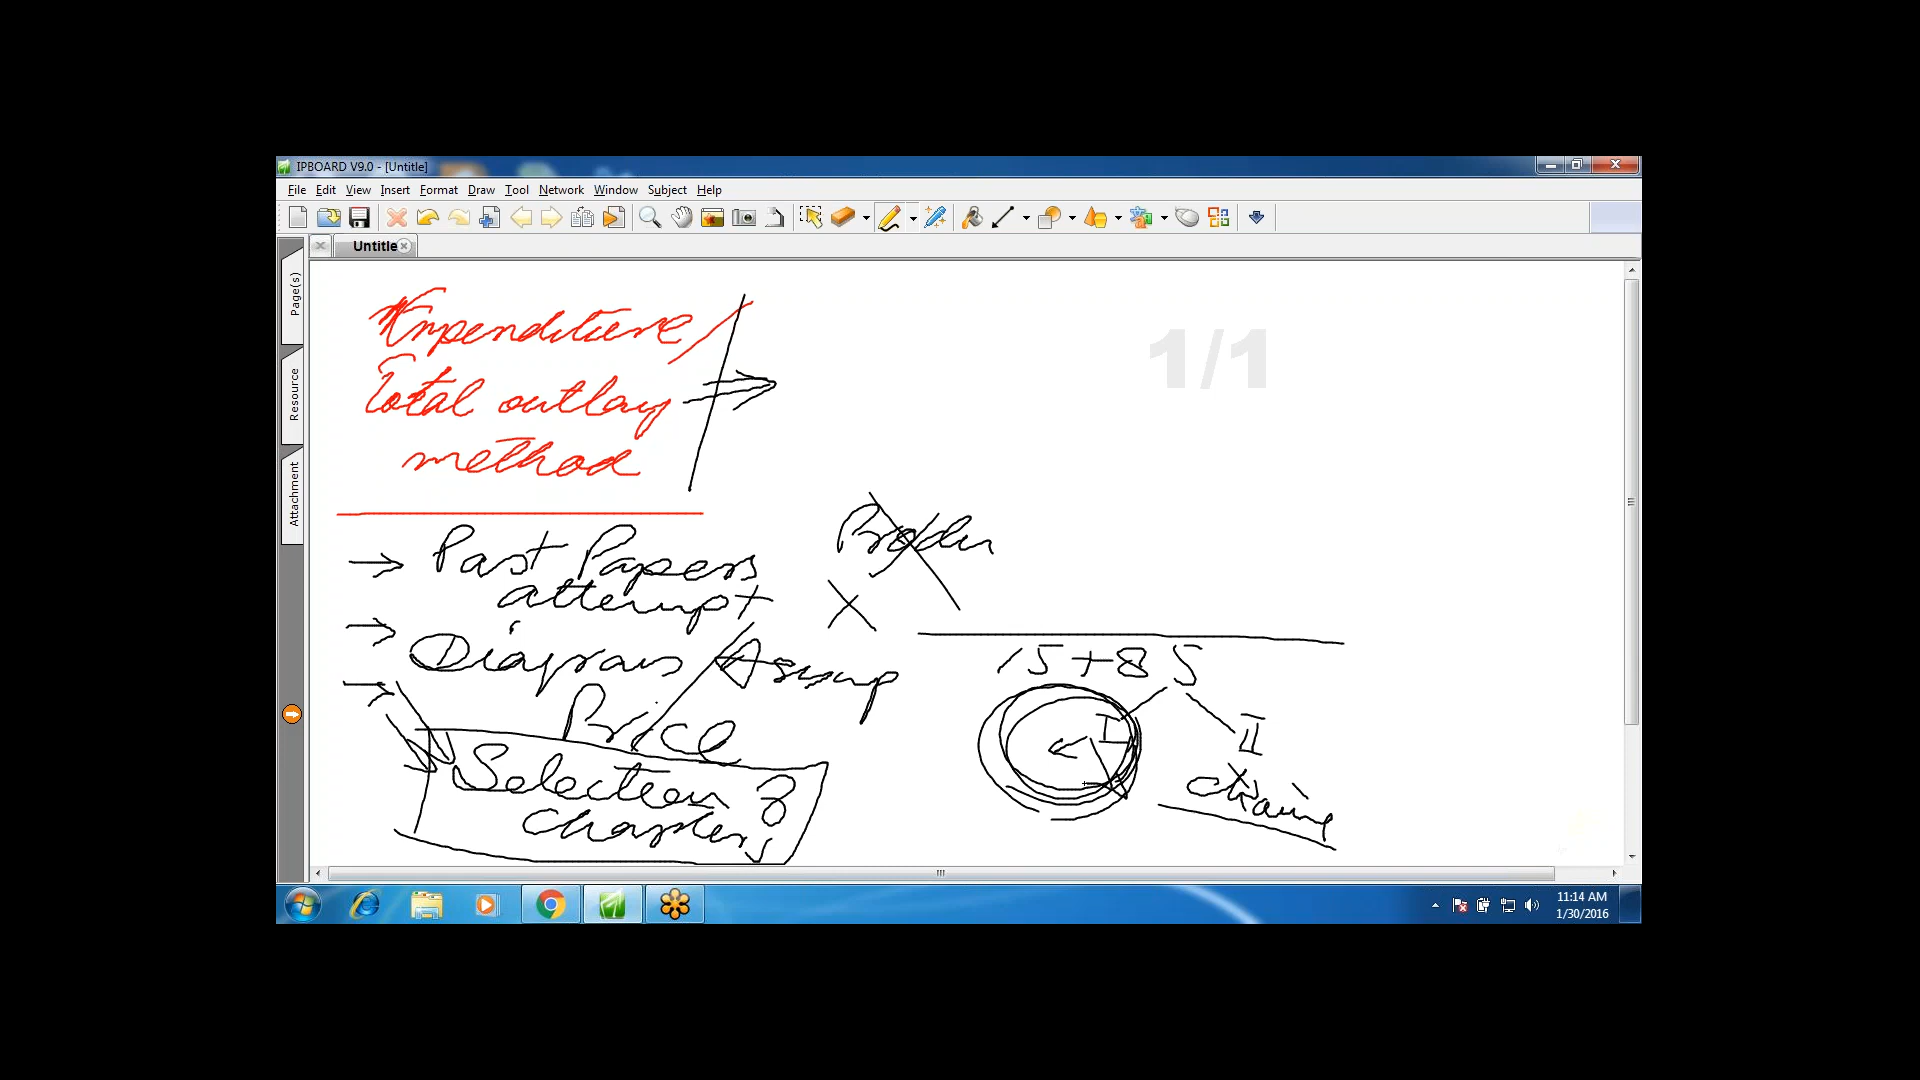 IPBOARD V9.0 - [Untitle]
File Edit View Insert Format Draw Tool Network Window Subject Help
Untitle
Page(s)
Resource
Attachment
1/1
Expenditure/
Total outlay
method
Past Papers
attempt
Diagrams / Assump
Price
Selection of
Chapters
15+85
I
II
11:14 AM
1/30/2016